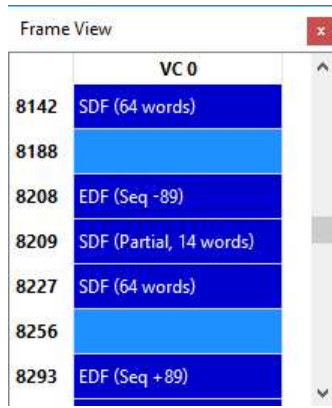 Frame View
x
VC 0
8142 SDF (64 words)
8188
8208 EDF (Seq -89)
8209 SDF (Partial, 14 words)
8227 SDF (64 words)
8256
8293 EDF (Seq +89)